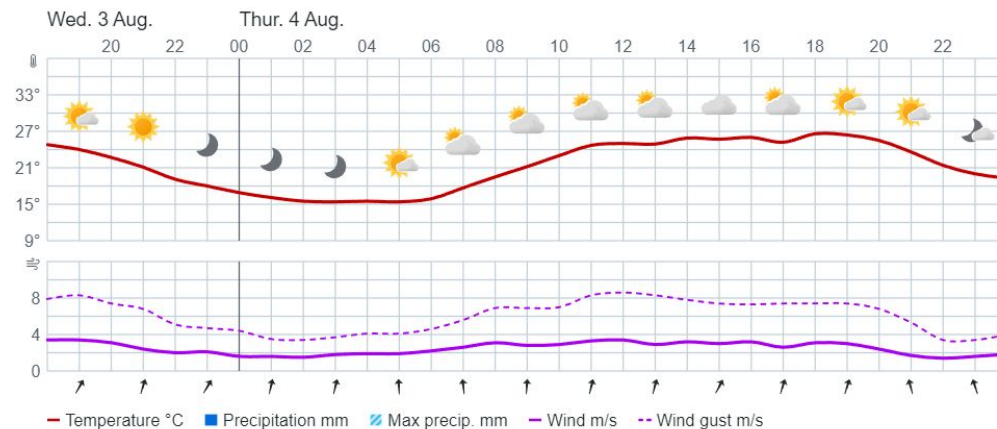 Wed. 3 Aug. Thur. 4 Aug.
20 22 00 02 04 06 08 10 12 14 16 18 20 22
33°
27°
21°
15°
9°
8
4
0
Temperature °C Precipitation mm Max precip. mm Wind m/s Wind gust m/s